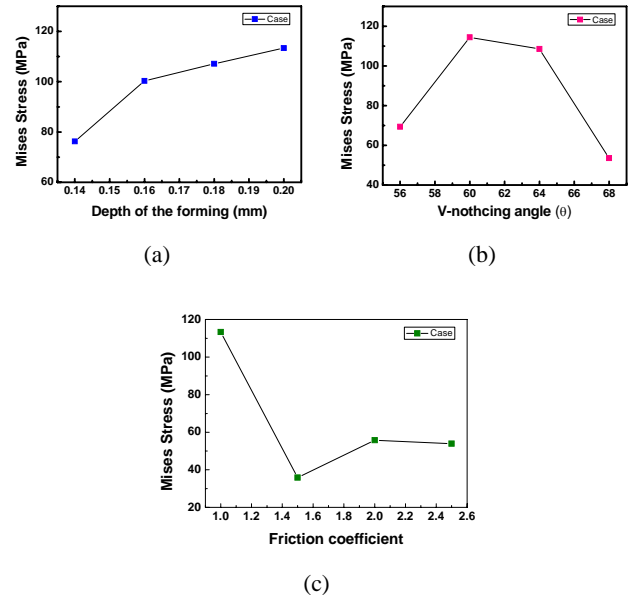 Case
Mises Stress (MPa)
120
100
80
60
0.14 0.15 0.16 0.17 0.18 0.19 0.20
Depth of the forming (mm)
(a)
Case
Mises Stress (MPa)
120
100
80
60
40
56 58 60 62 64 66 68
V-nothcing angle (θ)
(b)
Case
Mises Stress (MPa)
120
100
80
60
40
20
1.0 1.2 1.4 1.6 1.8 2.0 2.2 2.4 2.6
Friction coefficient
(c)